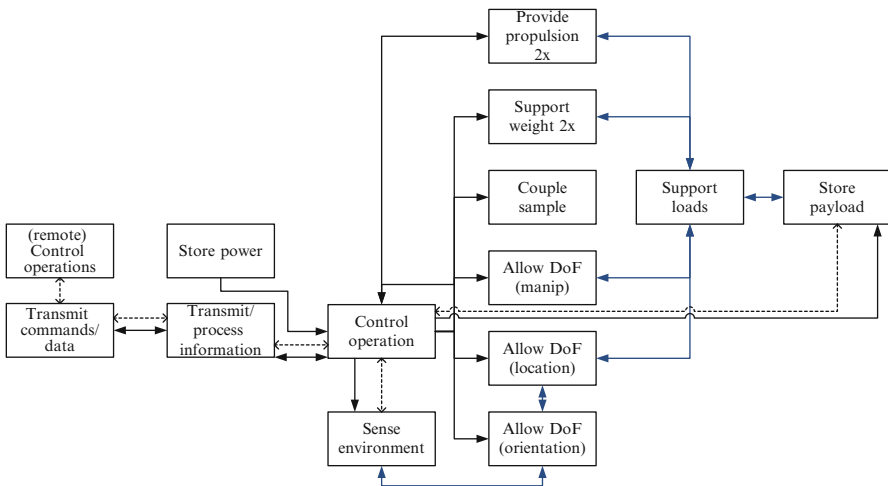 Provide
propulsion
2x
Support
weight 2x
Couple
sample
Support
loads
Store
payload
(remote)
Control
operations
Store power
Allow DoF
(manip)
Transmit
commands/
data
Transmit/
process
information
Control
operation
Allow DoF
(location)
Sense
environment
Allow DoF
(orientation)